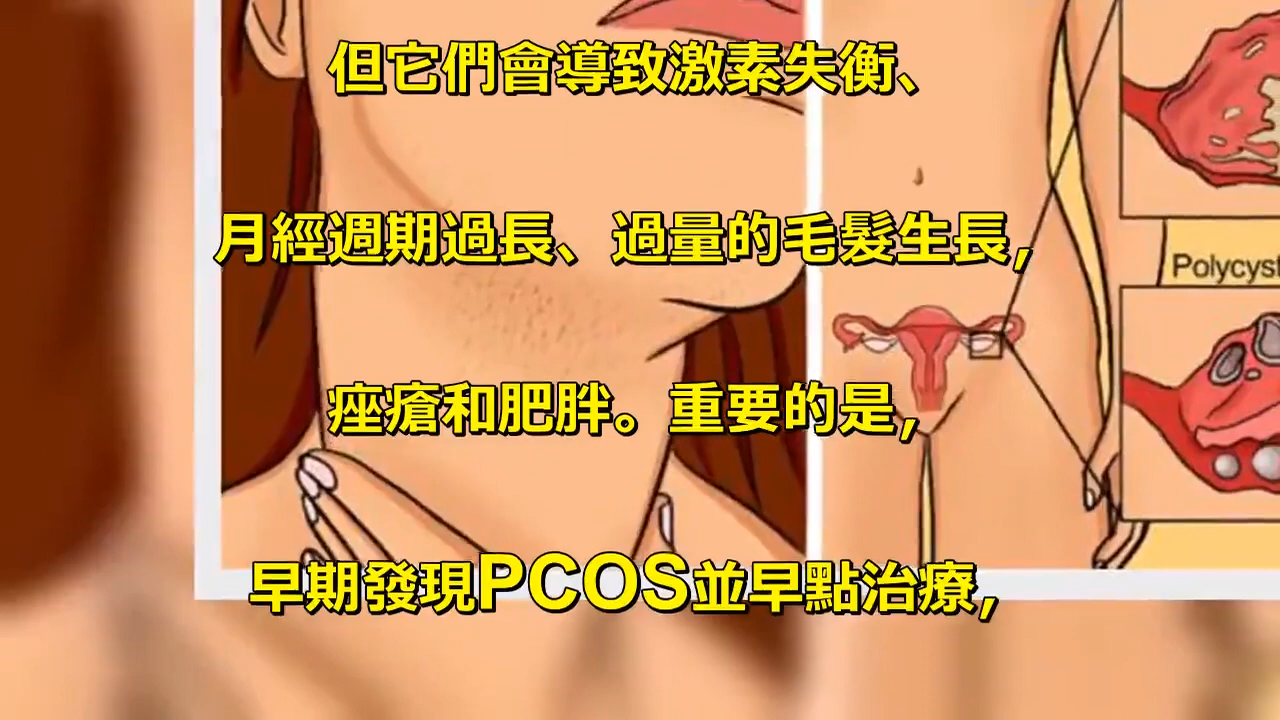 但它們會導致激素失衡、
月經週期過長、過量的毛髮生長，
Polycyst
痤瘡和肥胖。重要的是，
早期發現PCOS並早點治療，